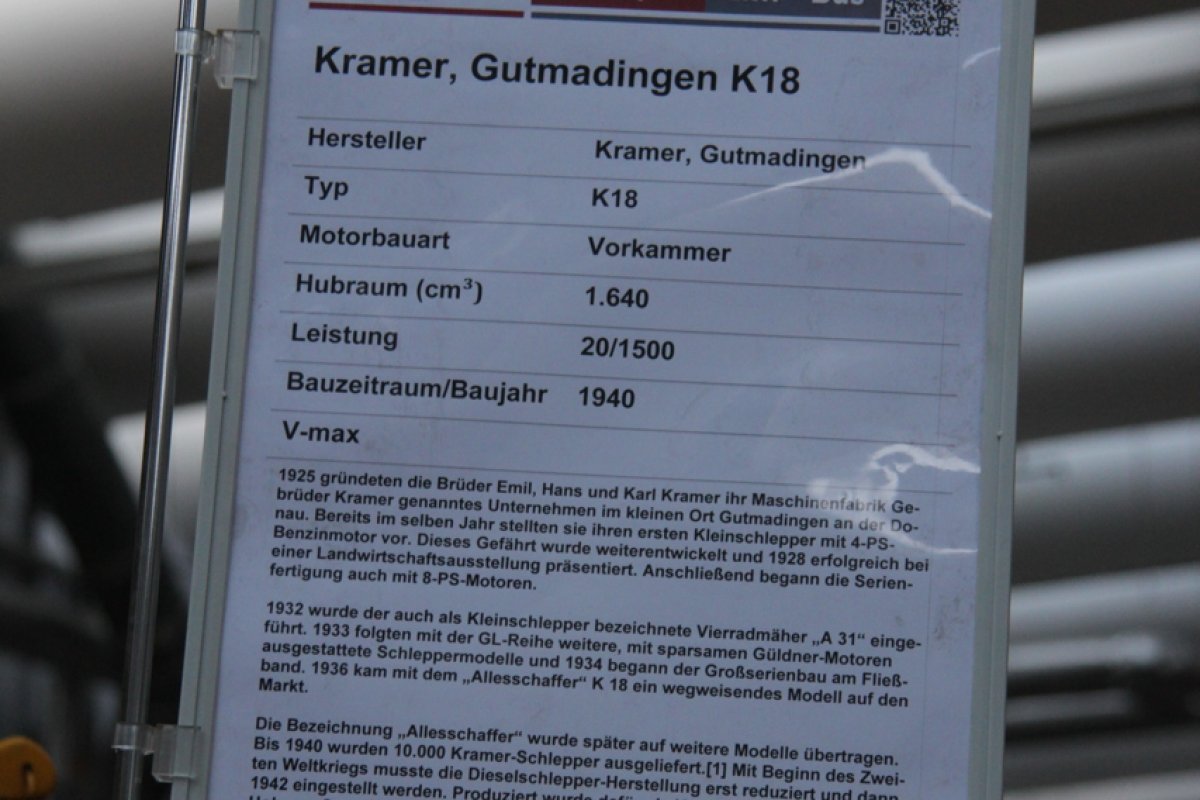 Kramer, Gutmadingen K18
Hersteller Kramer, Gutmadingen
Typ K18
Motorbauart Vorkammer
Hubraum (cm³) 1.640
Leistung 20/1500
Bauzeitraum/Baujahr 1940
V-max
1925 gründeten die Brüder Emil, Hans und Karl Kramer ihr Maschinenfabrik Ge-
brüder Kramer genanntes Unternehmen im kleinen Ort Gutmadingen an der Do-
nau. Bereits im selben Jahr stellten sie ihren ersten Kleinschlepper mit 4-PS-
Benzinmotor vor. Dieses Gefährt wurde weiterentwickelt und 1928 erfolgreich bei
einer Landwirtschaftsausstellung präsentiert. Anschließend begann die Serien-
fertigung auch mit 8-PS-Motoren.
1932 wurde der auch als Kleinschlepper bezeichnete Vierradmäher „A 31“ einge-
führt. 1933 folgten mit der GL-Reihe weitere, mit sparsamen Güldner-Motoren
ausgestattete Schleppermodelle und 1934 begann der Großserienbau am Fließ-
band. 1936 kam mit dem „Allesschaffer“ K 18 ein wegweisendes Modell auf den
Markt.
Die Bezeichnung „Allesschaffer“ wurde später auf weitere Modelle übertragen.
Bis 1940 wurden 10.000 Kramer-Schlepper ausgeliefert.[1] Mit Beginn des Zwei-
ten Weltkriegs musste die Dieselschlepper-Herstellung erst reduziert und dann
1942 eingestellt werden. Produziert wurde